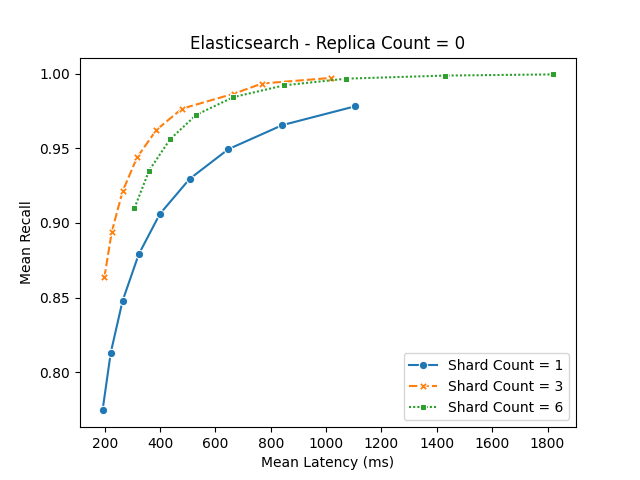 Elasticsearch - Replica Count = 0
1.00
0.95
0.90
0.85
0.80
Mean Recall
200 400 600 800 1000 1200 1400 1600 1800
Mean Latency (ms)
Shard Count = 1
Shard Count = 3
Shard Count = 6